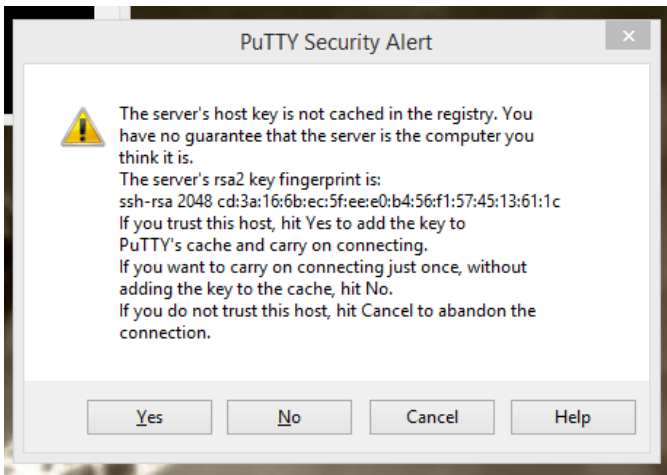 PuTTY Security Alert
The server's host key is not cached in the registry. You
have no guarantee that the server is the computer you
think it is.
The server's rsa2 key fingerprint is:
ssh-rsa 2048 cd:3a:16:6b:ec:5f:ee:e0:b4:56:f1:57:45:13:61:1c
If you trust this host, hit Yes to add the key to
PuTTY's cache and carry on connecting.
If you want to carry on connecting just once, without
adding the key to the cache, hit No.
If you do not trust this host, hit Cancel to abandon the
connection.
Yes No Cancel Help